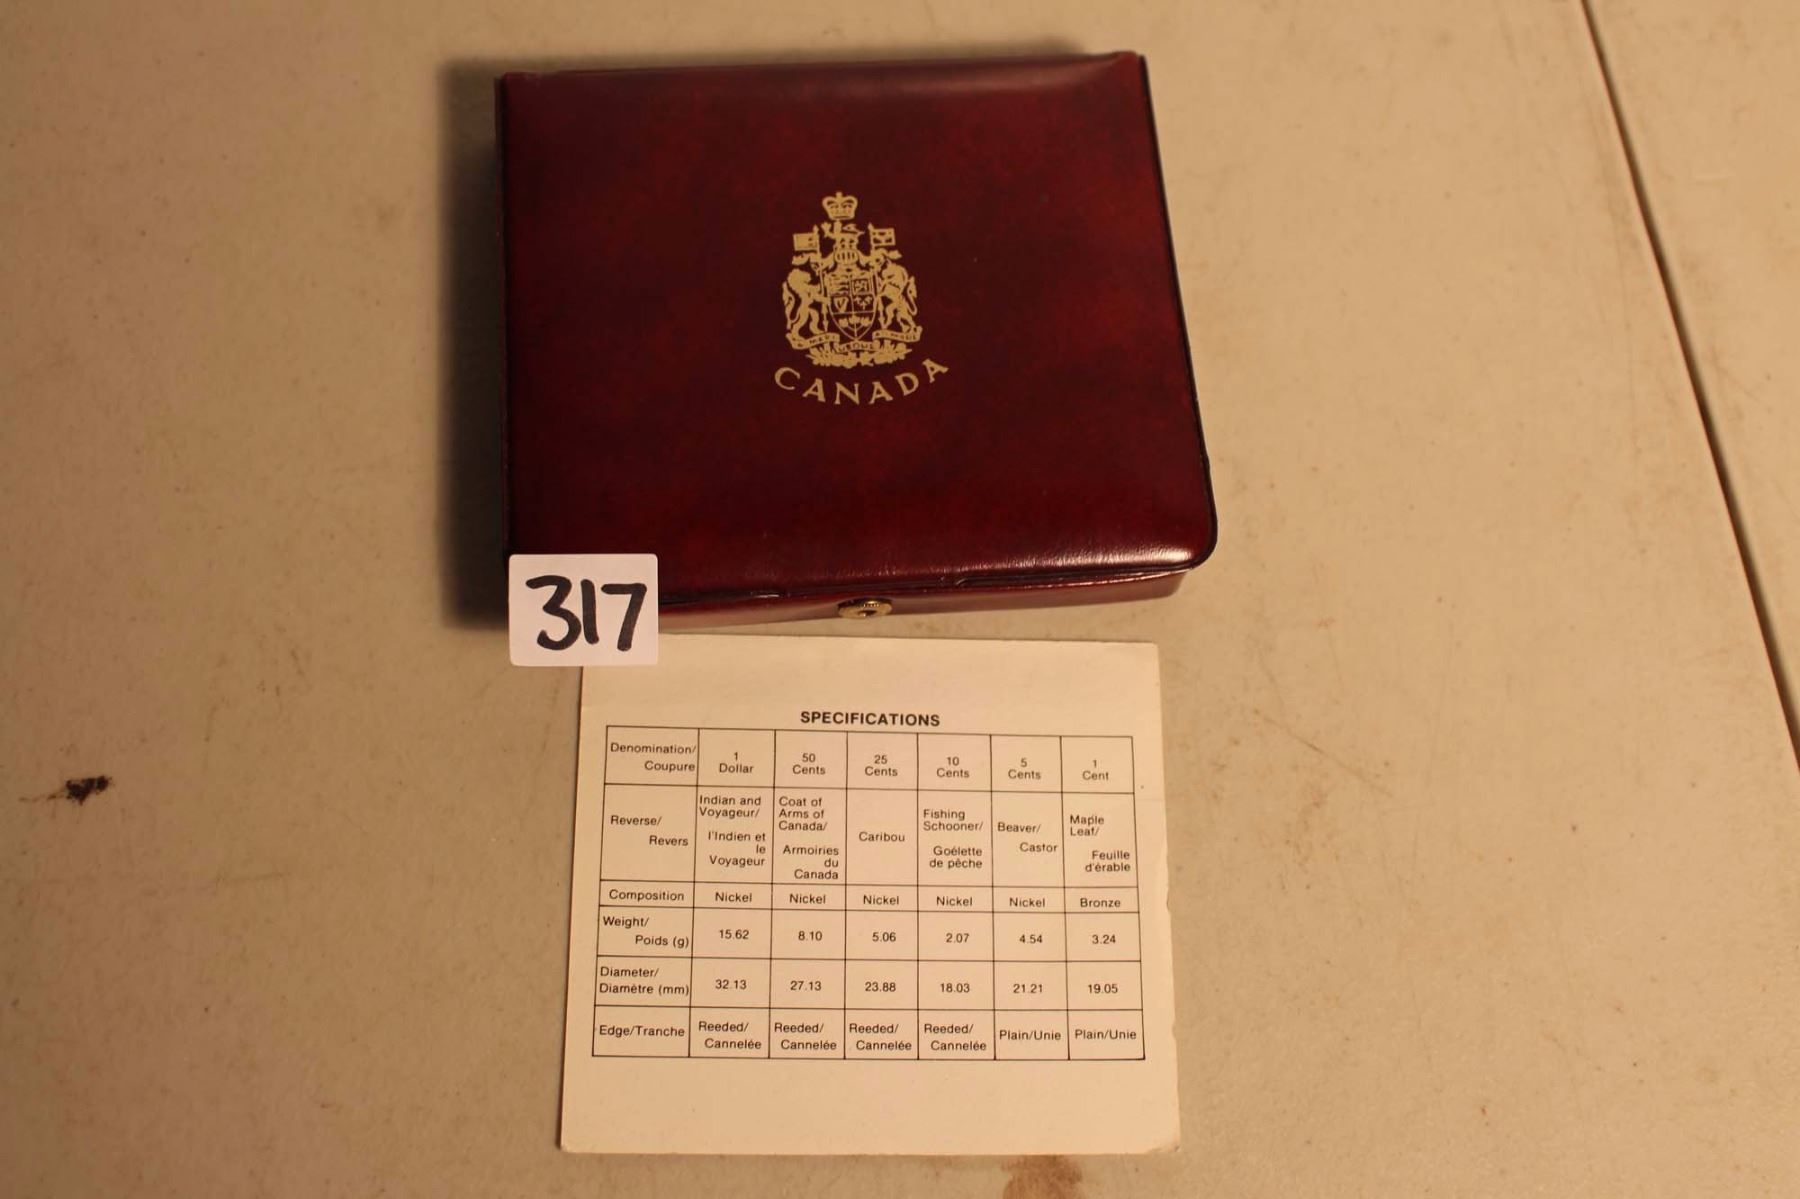 CANADA
317
SPECIFICATIONS
Denomination/ Coupure | 1 Dollar | 50 Cents | 25 Cents | 10 Cents | 5 Cents | 1 Cent
Reverse/ Revers | Indian and Voyageur/ l'Indien et le Voyageur | Coat of Arms of Canada/ Armoiries du Canada | Caribou | Fishing Schooner/ Goélette de pêche | Beaver/ Castor | Maple Leaf/ Feuille d'érable
Composition | Nickel | Nickel | Nickel | Nickel | Nickel | Bronze
Weight/ Poids (g) | 15.62 | 8.10 | 5.06 | 2.07 | 4.54 | 3.24
Diameter/ Diamètre (mm) | 32.13 | 27.13 | 23.88 | 18.03 | 21.21 | 19.05
Edge/Tranche | Reeded/ Cannelée | Reeded/ Cannelée | Reeded/ Cannelée | Reeded/ Cannelée | Plain/Unie | Plain/Unie